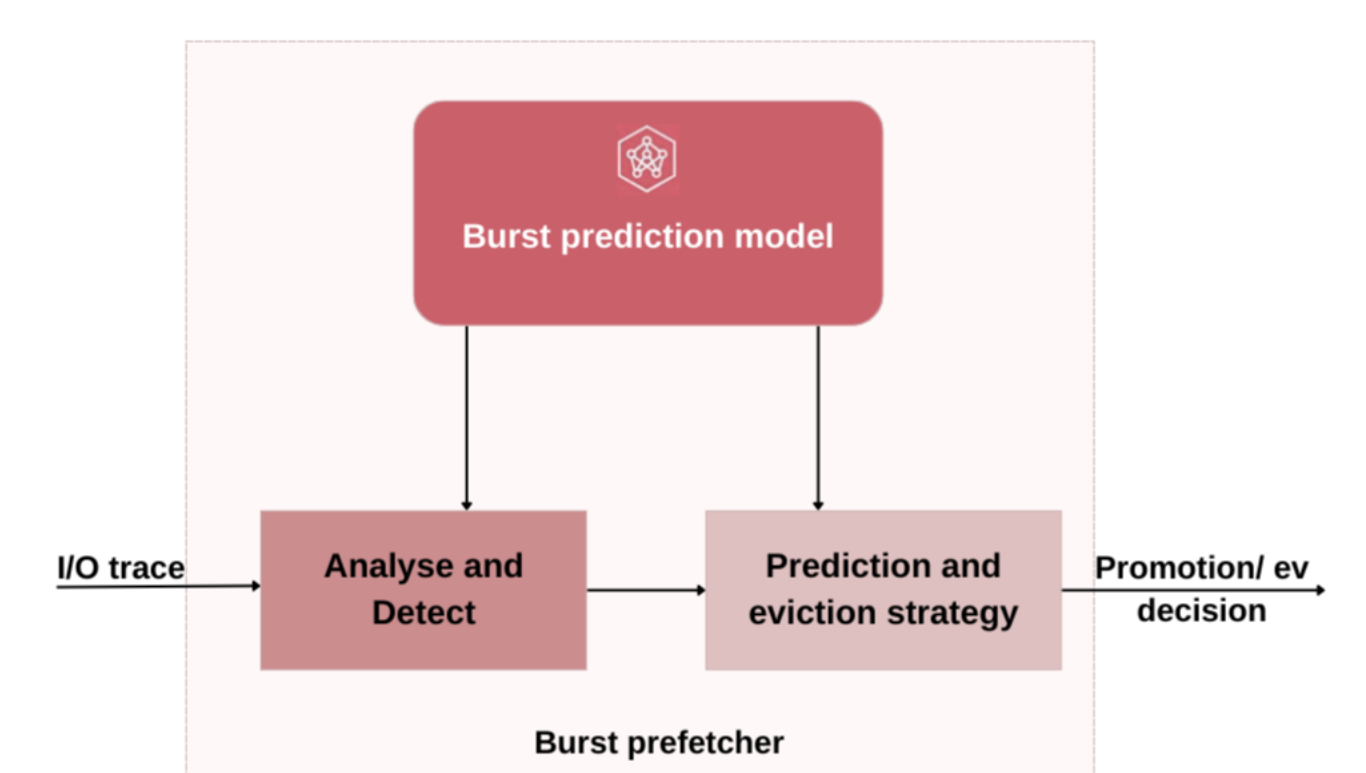 Burst prediction model
I/O trace
Analyse and
Detect
Prediction and
eviction strategy
Promotion/ ev
decision
Burst prefetcher